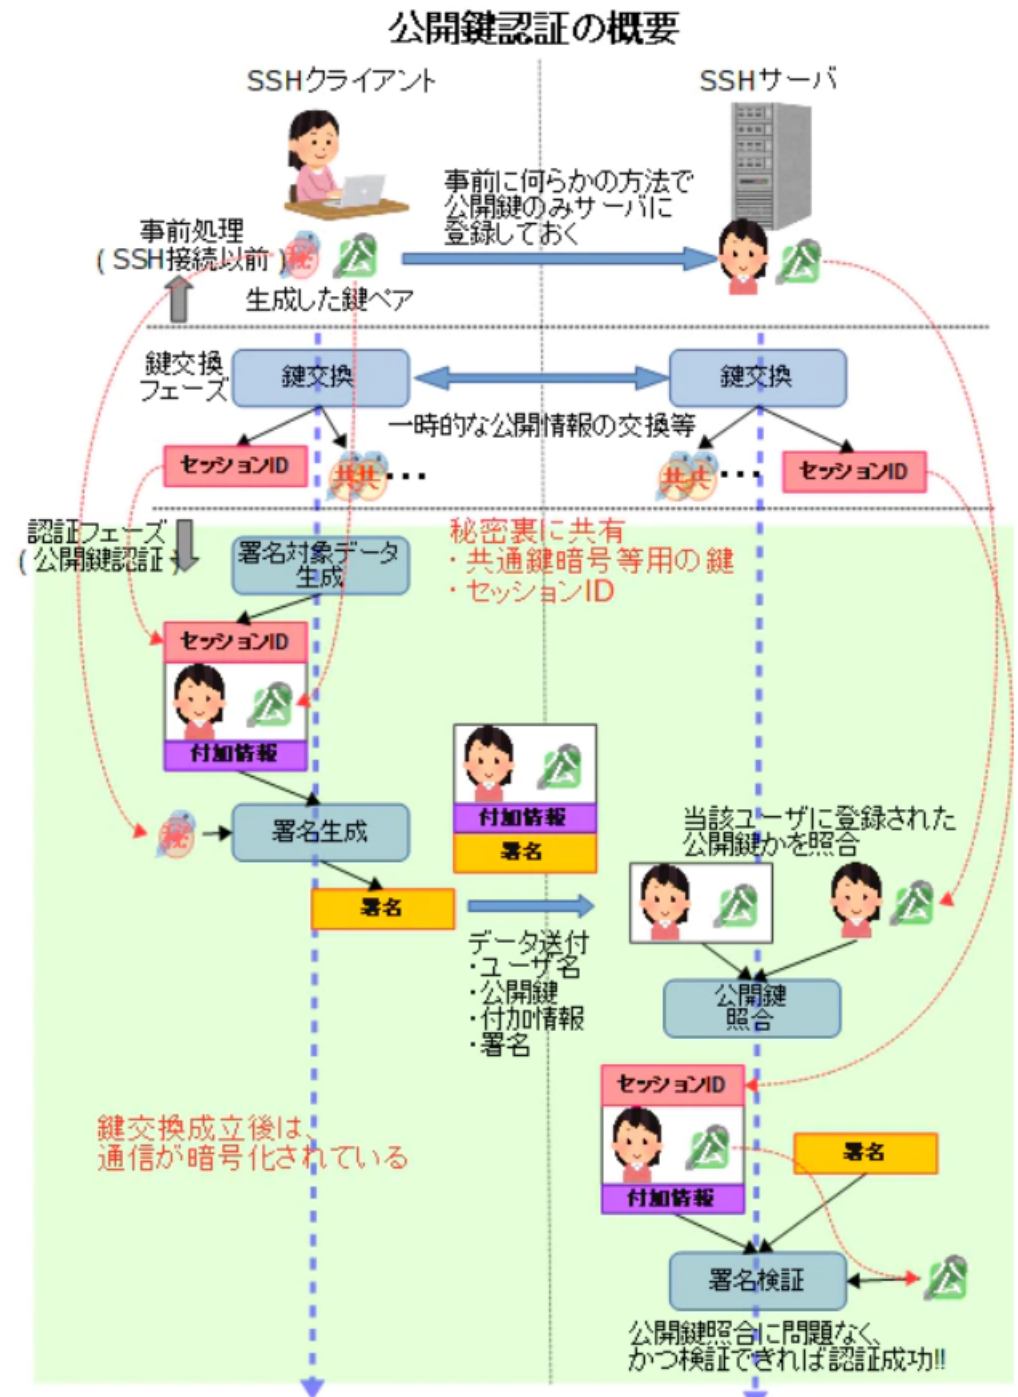 公開鍵認証の概要
SSHクライアント
SSHサーバ
事前に何らかの方法で
公開鍵のみサーバに
登録しておく
事前処理
(SSH接続以前)
秘
公
公
生成した鍵ペア
鍵交換
フェーズ
鍵交換
鍵交換
一時的な公開情報の交換等
セッションID
共共…
共共…
セッションID
認証フェーズ
(公開鍵認証)
署名対象データ
生成
秘密裏に共有
・共通鍵暗号等用の鍵
・セッションID
セッションID
公
付加情報
公
付加情報
署名
秘
署名生成
署名
当該ユーザに登録された
公開鍵かを照合
公
公
データ送付
・ユーザ名
・公開鍵
・付加情報
・署名
公開鍵
照合
セッションID
公
付加情報
署名
鍵交換成立後は、
通信が暗号化されている
署名検証
公
公開鍵照合に問題なく、
かつ検証できれば認証成功!!